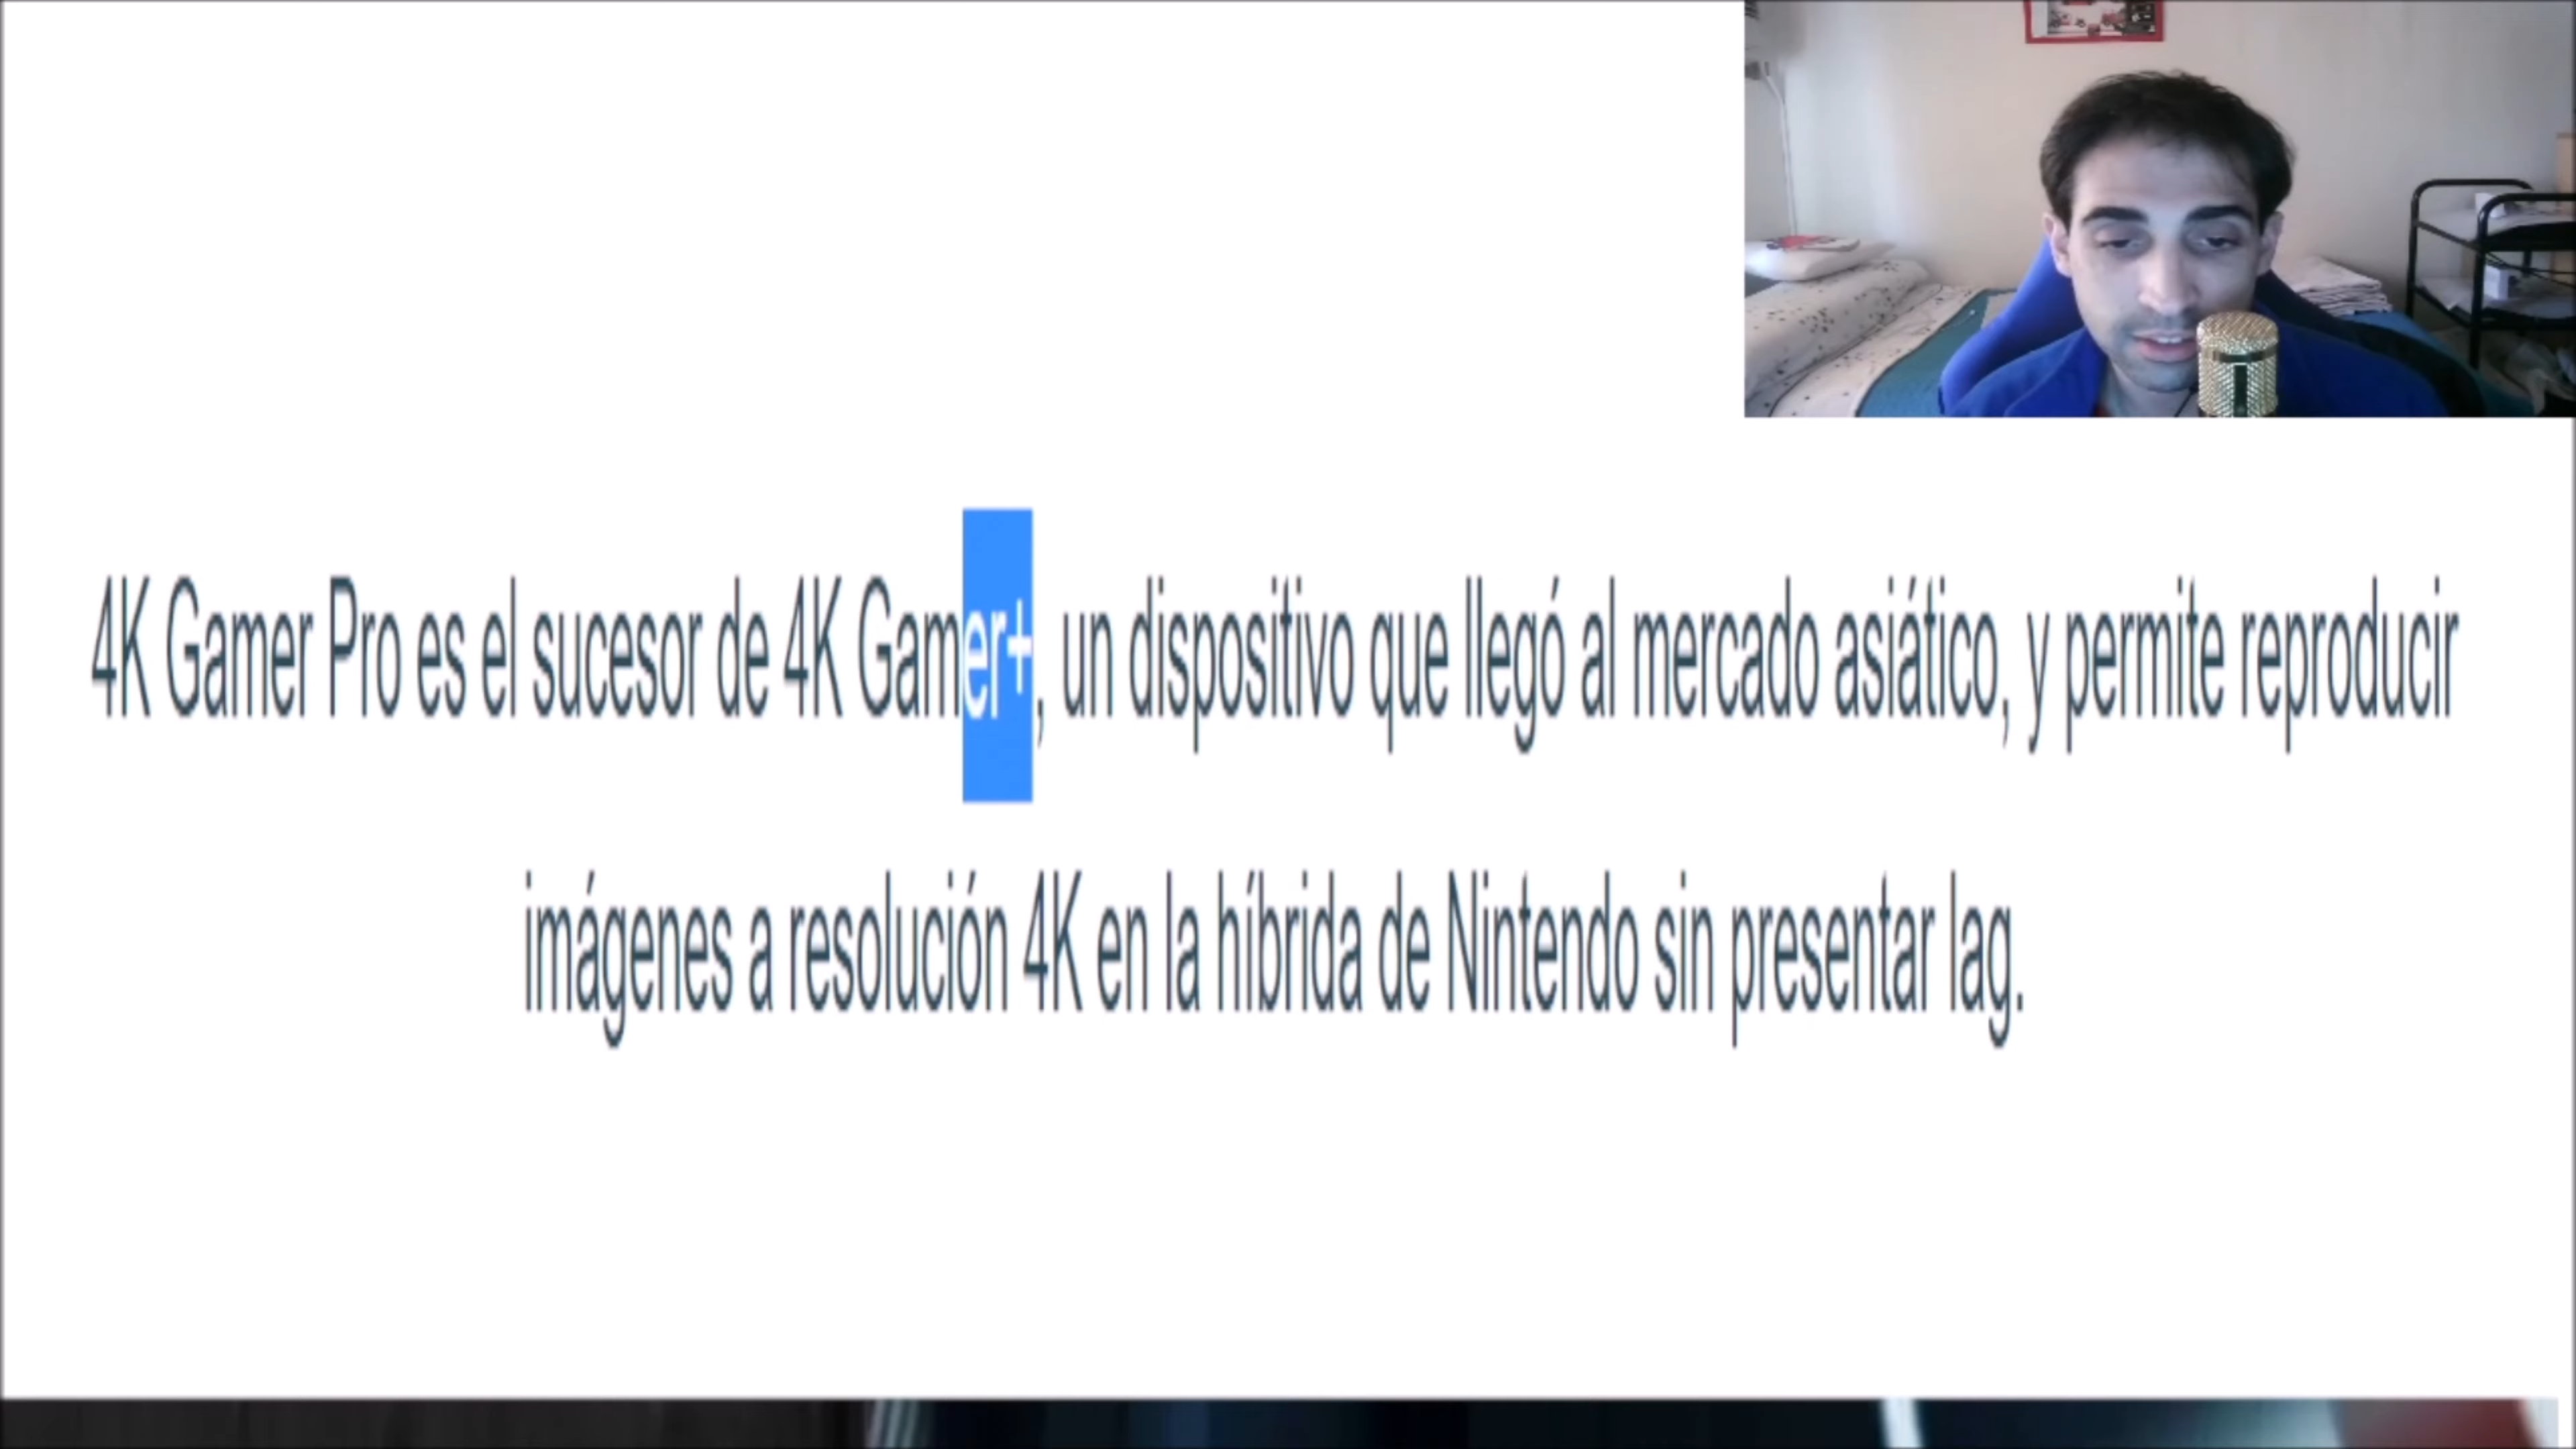 4K Gamer Pro es el sucesor de 4K Gamer+, un dispositivo que llegó al mercado asiático, y permite reproducir
imágenes a resolución 4K en la híbrida de Nintendo sin presentar lag.